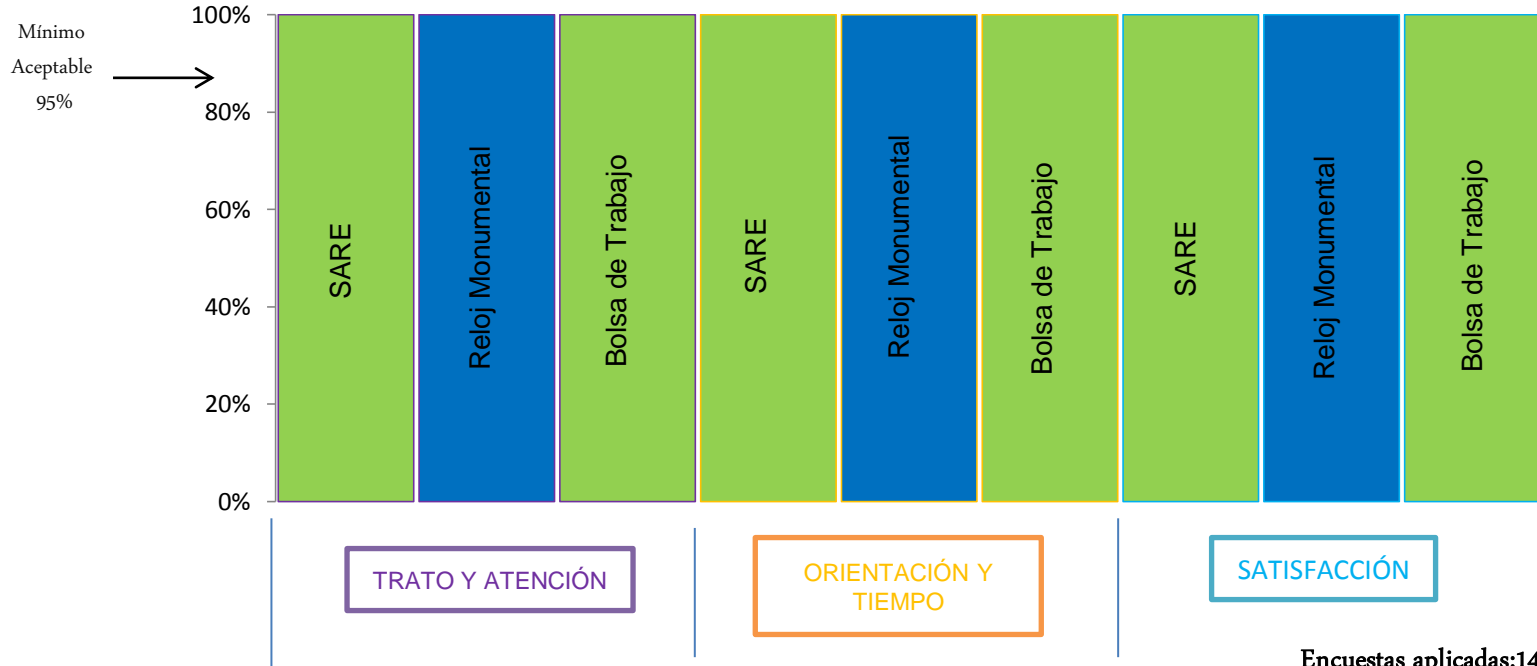 Mínimo
Aceptable
95%
100%
80%
60%
40%
20%
0%
SARE
Reloj Monumental
Bolsa de Trabajo
SARE
Reloj Monumental
Bolsa de Trabajo
SARE
Reloj Monumental
Bolsa de Trabajo
TRATO Y ATENCIÓN
ORIENTACIÓN Y
TIEMPO
SATISFACCIÓN
Encuestas aplicadas:14